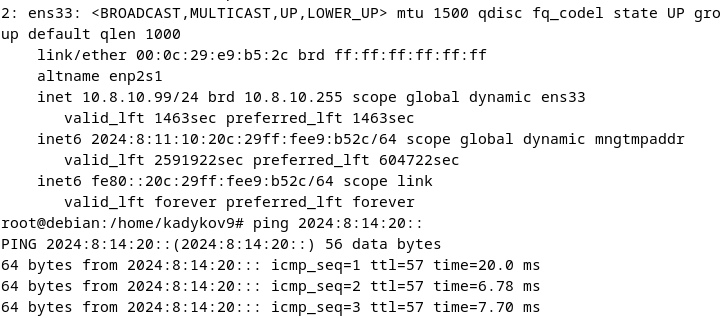 2: ens33: <BROADCAST,MULTICAST,UP,LOWER_UP> mtu 1500 qdisc fq_codel state UP gro
up default qlen 1000
    link/ether 00:0c:29:e9:b5:2c brd ff:ff:ff:ff:ff:ff
    altname enp2s1
    inet 10.8.10.99/24 brd 10.8.10.255 scope global dynamic ens33
       valid_lft 1463sec preferred_lft 1463sec
    inet6 2024:8:11:10:20c:29ff:fee9:b52c/64 scope global dynamic mngtmpaddr
       valid_lft 2591922sec preferred_lft 604722sec
    inet6 fe80::20c:29ff:fee9:b52c/64 scope link
       valid_lft forever preferred_lft forever
root@debian:/home/kadykov9# ping 2024:8:14:20::
PING 2024:8:14:20::(2024:8:14:20::) 56 data bytes
64 bytes from 2024:8:14:20::: icmp_seq=1 ttl=57 time=20.0 ms
64 bytes from 2024:8:14:20::: icmp_seq=2 ttl=57 time=6.78 ms
64 bytes from 2024:8:14:20::: icmp_seq=3 ttl=57 time=7.70 ms